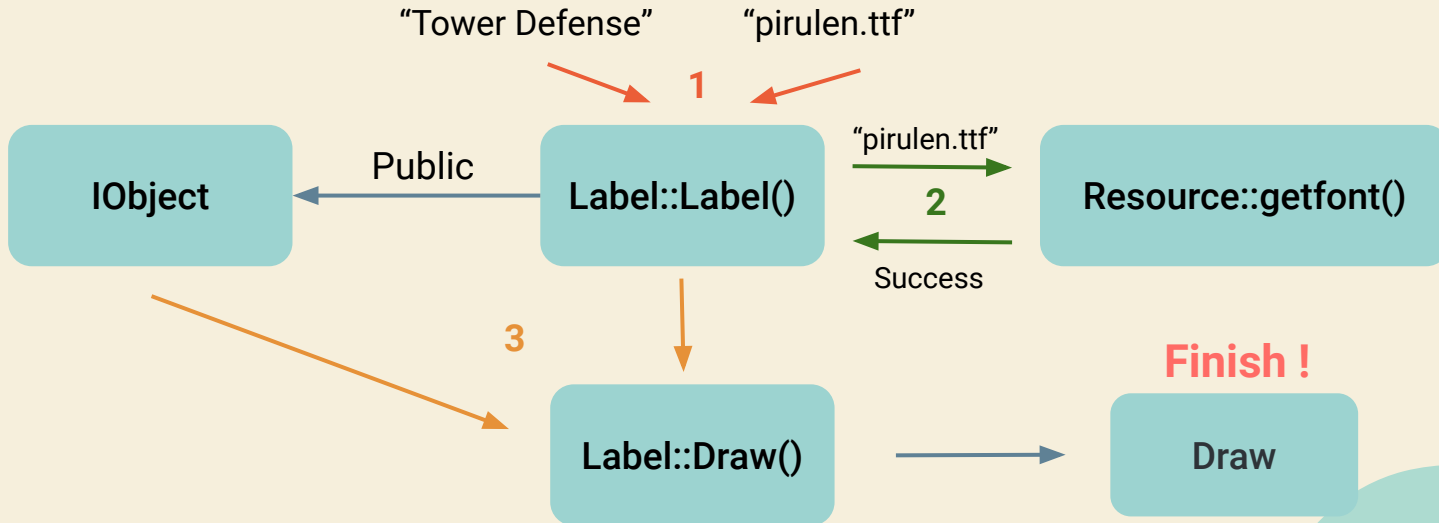 “Tower Defense”
“pirulen.ttf”
1
IObject
Public
Label::Label()
“pirulen.ttf”
2
Success
Resource::getfont()
3
Label::Draw()
Finish !
Draw